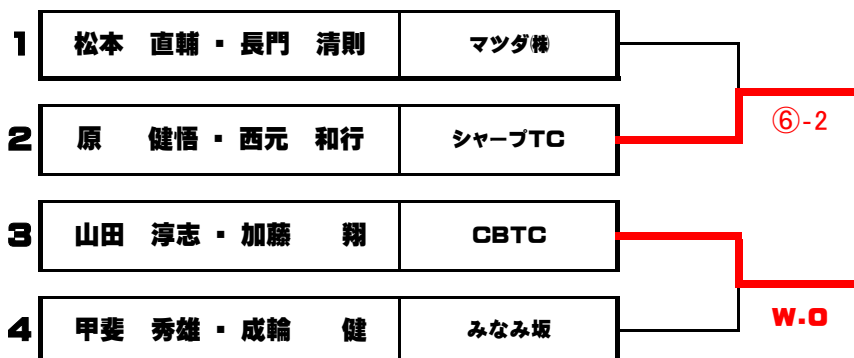 1 松本 直輔 ・ 長門 清則 マツダ㈱
⑥-2
2 原 健悟 ・ 西元 和行 シャープTC
3 山田 淳志 ・ 加藤 翔 CBTC
4 甲斐 秀雄 ・ 成輪 健 みなみ坂
W.O